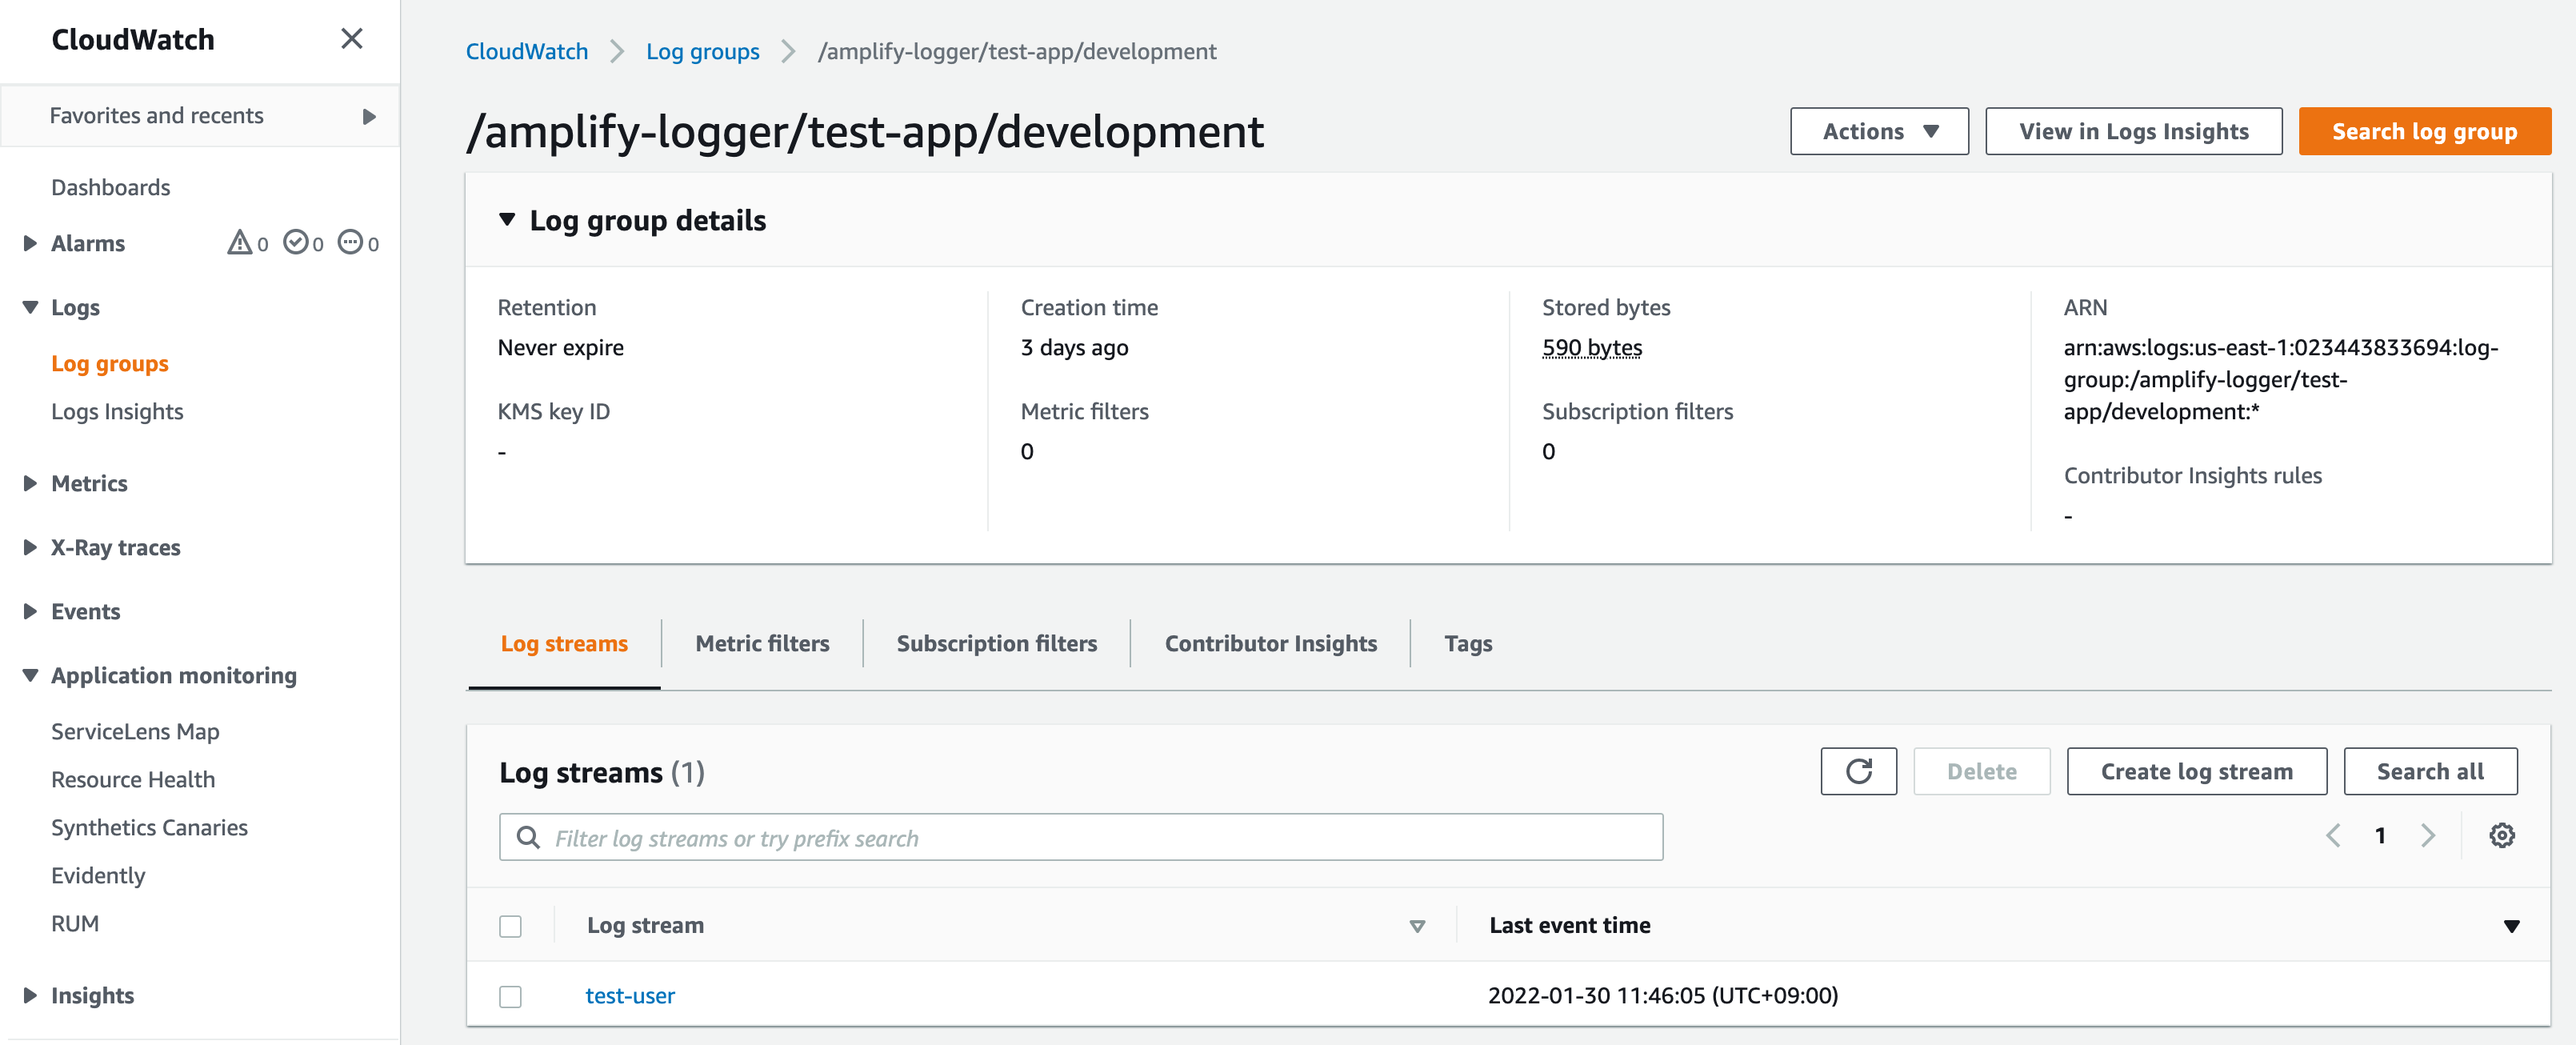 CloudWatch
Favorites and recents
Dashboards
Alarms 0 0 0
Logs
Log groups
Logs Insights
Metrics
X-Ray traces
Events
Application monitoring
ServiceLens Map
Resource Health
Synthetics Canaries
Evidently
RUM
Insights
CloudWatch Log groups /amplify-logger/test-app/development
/amplify-logger/test-app/development
Actions View in Logs Insights Search log group
Log group details
Retention
Never expire
KMS key ID
-
Creation time
3 days ago
Metric filters
0
Stored bytes
590 bytes
Subscription filters
0
ARN
arn:aws:logs:us-east-1:023443833694:log-
group:/amplify-logger/test-
app/development:*
Contributor Insights rules
-
Log streams Metric filters Subscription filters Contributor Insights Tags
Log streams (1)
Delete Create log stream Search all
Filter log streams or try prefix search
1
Log stream Last event time
test-user 2022-01-30 11:46:05 (UTC+09:00)